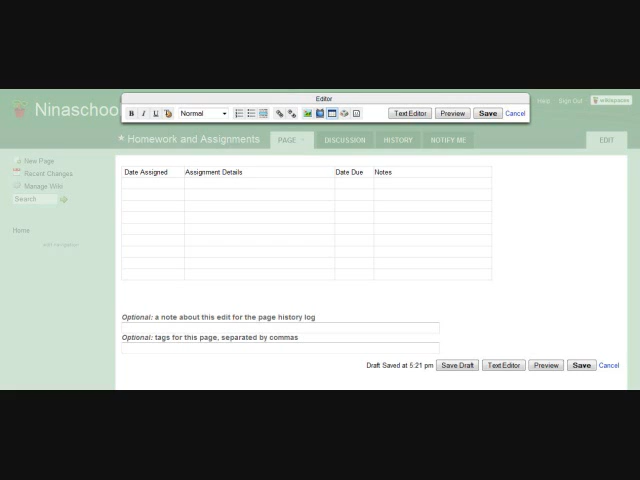 Editor
Ninaschoo
B I U Normal Text Editor Preview Save Cancel
Help Sign Out wikispaces
* Homework and Assignments PAGE DISCUSSION HISTORY NOTIFY ME EDIT
New Page
Recent Changes
Manage Wiki
Search
Home
Date Assigned Assignment Details Date Due Notes
Optional: a note about this edit for the page history log
Optional: tags for this page, separated by commas
Draft Saved at 5:21 pm Save Draft Text Editor Preview Save Cancel